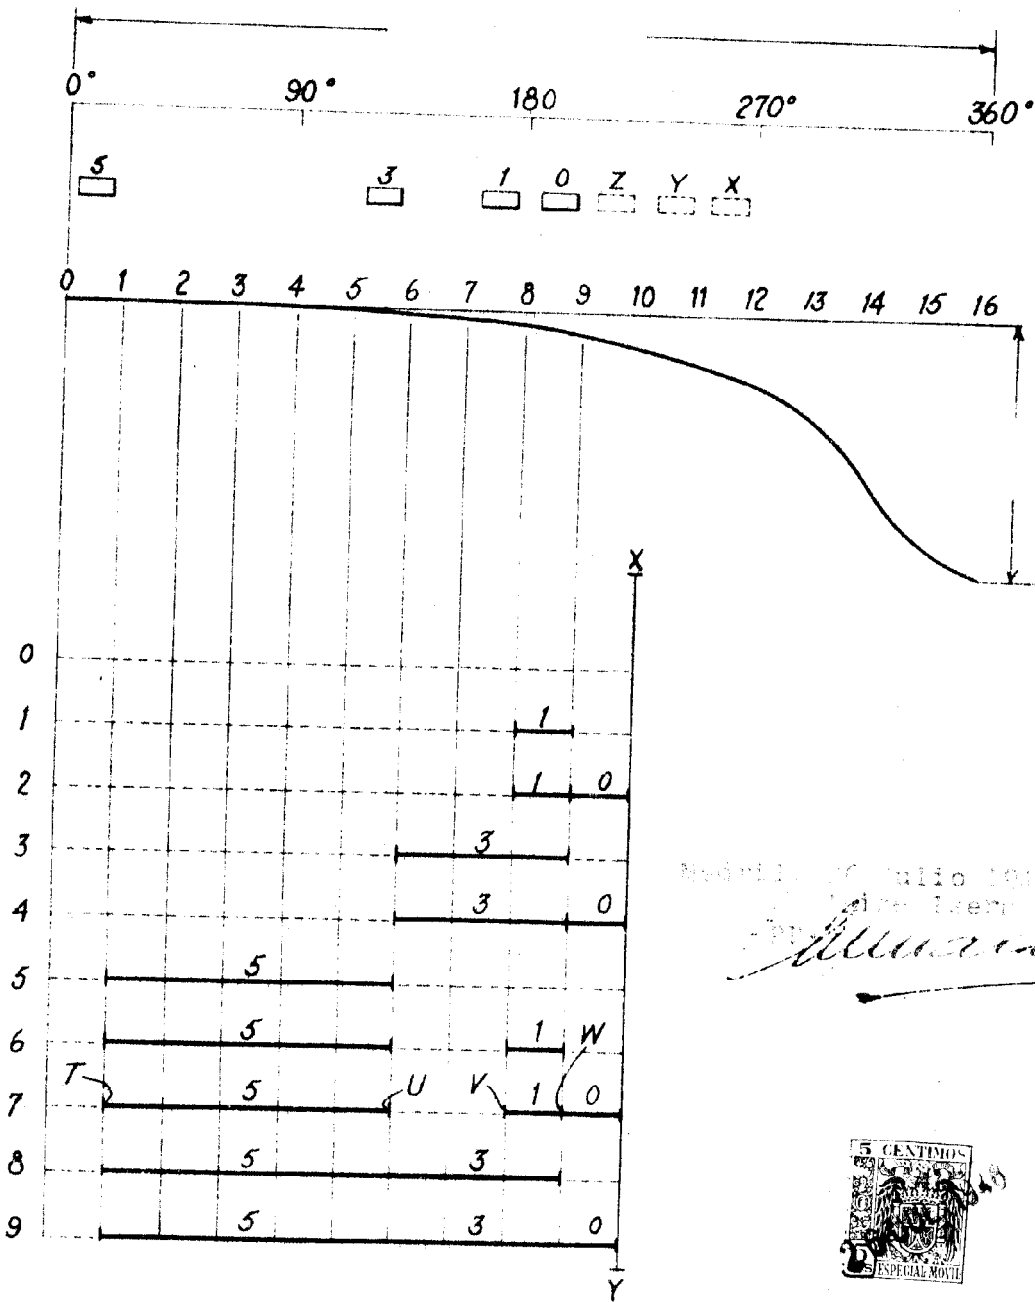 0° 90° 180 270° 360°
5 3 1 0 Z Y X
0 1 2 3 4 5 6 7 8 9 10 11 12 13 14 15 16
X
0
1 1
2 1 0
3 3
4 3 0
5 5
6 5 1 W
T U V
7 5 1 0
8 5 3
9 5 3 0
Y
ulio
5 CENTIMOS
ESPECIAL MOVIL